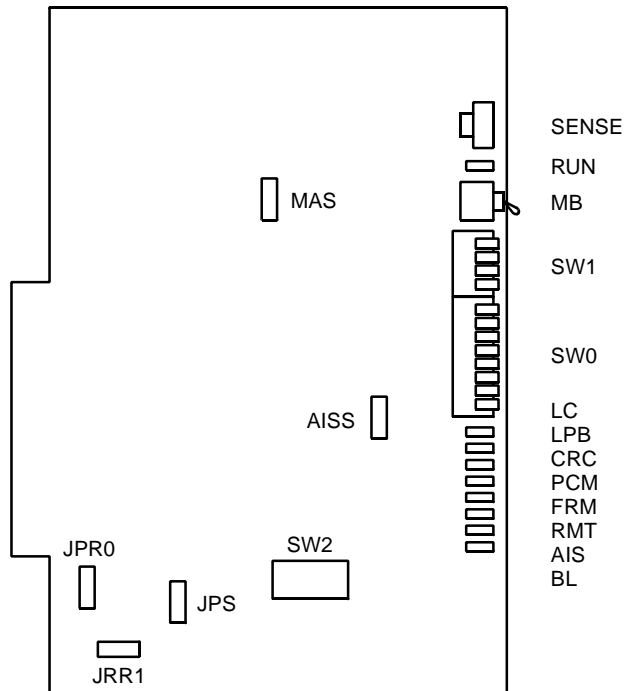 SENSE
RUN
MAS
MB
SW1
SW0
AISS
LC
LPB
CRC
PCM
FRM
RMT
AIS
BL
JPR0
SW2
JPS
JRR1